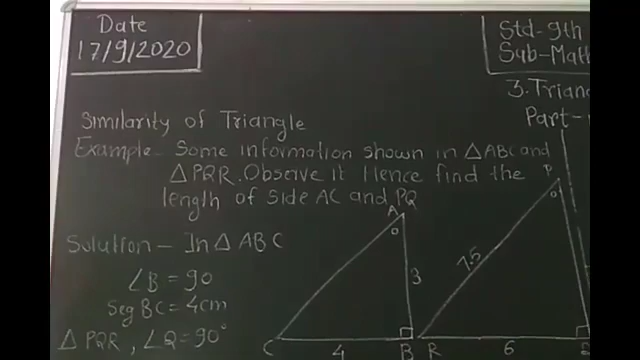 Date
17/9/2020
Std-9th
Sub-Math
3. Trian
Part-
Similarity of Triangle
Example- Some information shown in △ABC and
△PQR. Observe it Hence find the
length of side AC and PQ
Solution - In △ ABC
∠B = 90
seg BC = 4cm
△ PQR, ∠Q = 90°
A
3
C
4
B
P
7.5
R
6